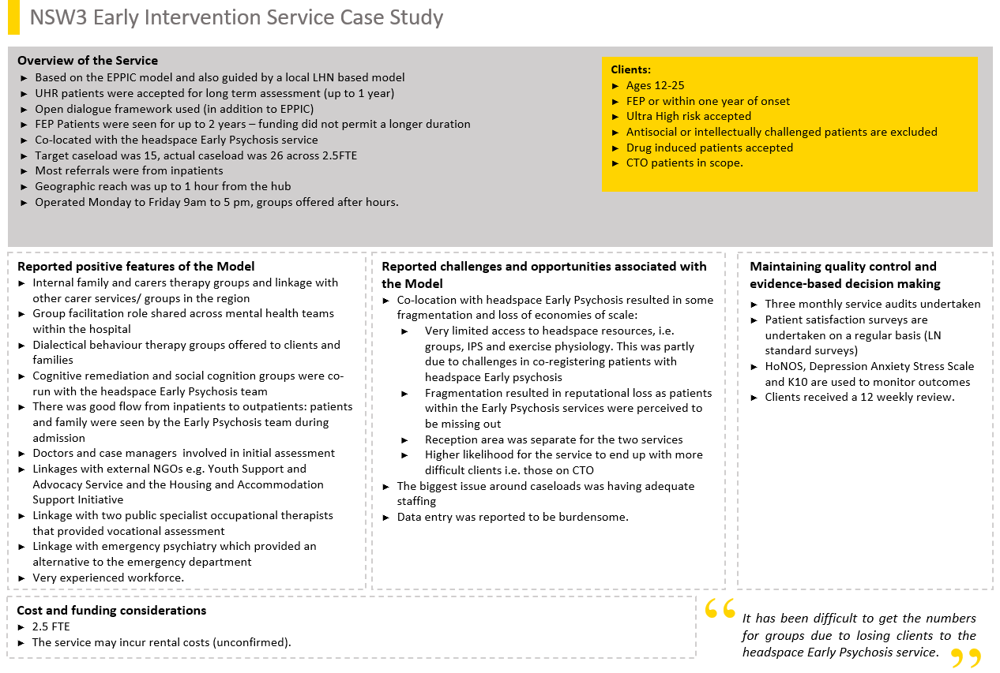 NSW3 Early Intervention Service Case Study
Overview of the Service
► Based on the EPPIC model and also guided by a local LHN based model
► UHR patients were accepted for long term assessment (up to 1 year)
► Open dialogue framework used (in addition to EPPIC)
► FEP Patients were seen for up to 2 years – funding did not permit a longer duration
► Co-located with the headspace Early Psychosis service
► Target caseload was 15, actual caseload was 26 across 2.5FTE
► Most referrals were from inpatients
► Geographic reach was up to 1 hour from the hub
► Operated Monday to Friday 9am to 5 pm, groups offered after hours.
Clients:
► Ages 12-25
► FEP or within one year of onset
► Ultra High risk accepted
► Antisocial or intellectually challenged patients are excluded
► Drug induced patients accepted
► CTO patients in scope.
Reported positive features of the Model
► Internal family and carers therapy groups and linkage with
other carer services/ groups in the region
► Group facilitation role shared across mental health teams
within the hospital
► Dialectical behaviour therapy groups offered to clients and
families
► Cognitive remediation and social cognition groups were co-
run with the headspace Early Psychosis team
► There was good flow from inpatients to outpatients: patients
and family were seen by the Early Psychosis team during
admission
► Doctors and case managers involved in initial assessment
► Linkages with external NGOs e.g. Youth Support and
Advocacy Service and the Housing and Accommodation
Support Initiative
► Linkage with two public specialist occupational therapists
that provided vocational assessment
► Linkage with emergency psychiatry which provided an
alternative to the emergency department
► Very experienced workforce.
Reported challenges and opportunities associated with
the Model
► Co-location with headspace Early Psychosis resulted in some
fragmentation and loss of economies of scale:
► Very limited access to headspace resources, i.e.
groups, IPS and exercise physiology. This was partly
due to challenges in co-registering patients with
headspace Early psychosis
► Fragmentation resulted in reputational loss as patients
within the Early Psychosis services were perceived to
be missing out
► Reception area was separate for the two services
► Higher likelihood for the service to end up with more
difficult clients i.e. those on CTO
► The biggest issue around caseloads was having adequate
staffing
► Data entry was reported to be burdensome.
Maintaining quality control and
evidence-based decision making
► Three monthly service audits undertaken
► Patient satisfaction surveys are
undertaken on a regular basis (LN
standard surveys)
► HoNOS, Depression Anxiety Stress Scale
and K10 are used to monitor outcomes
► Clients received a 12 weekly review.
Cost and funding considerations
► 2.5 FTE
► The service may incur rental costs (unconfirmed).
“It has been difficult to get the numbers
for groups due to losing clients to the
headspace Early Psychosis service.”